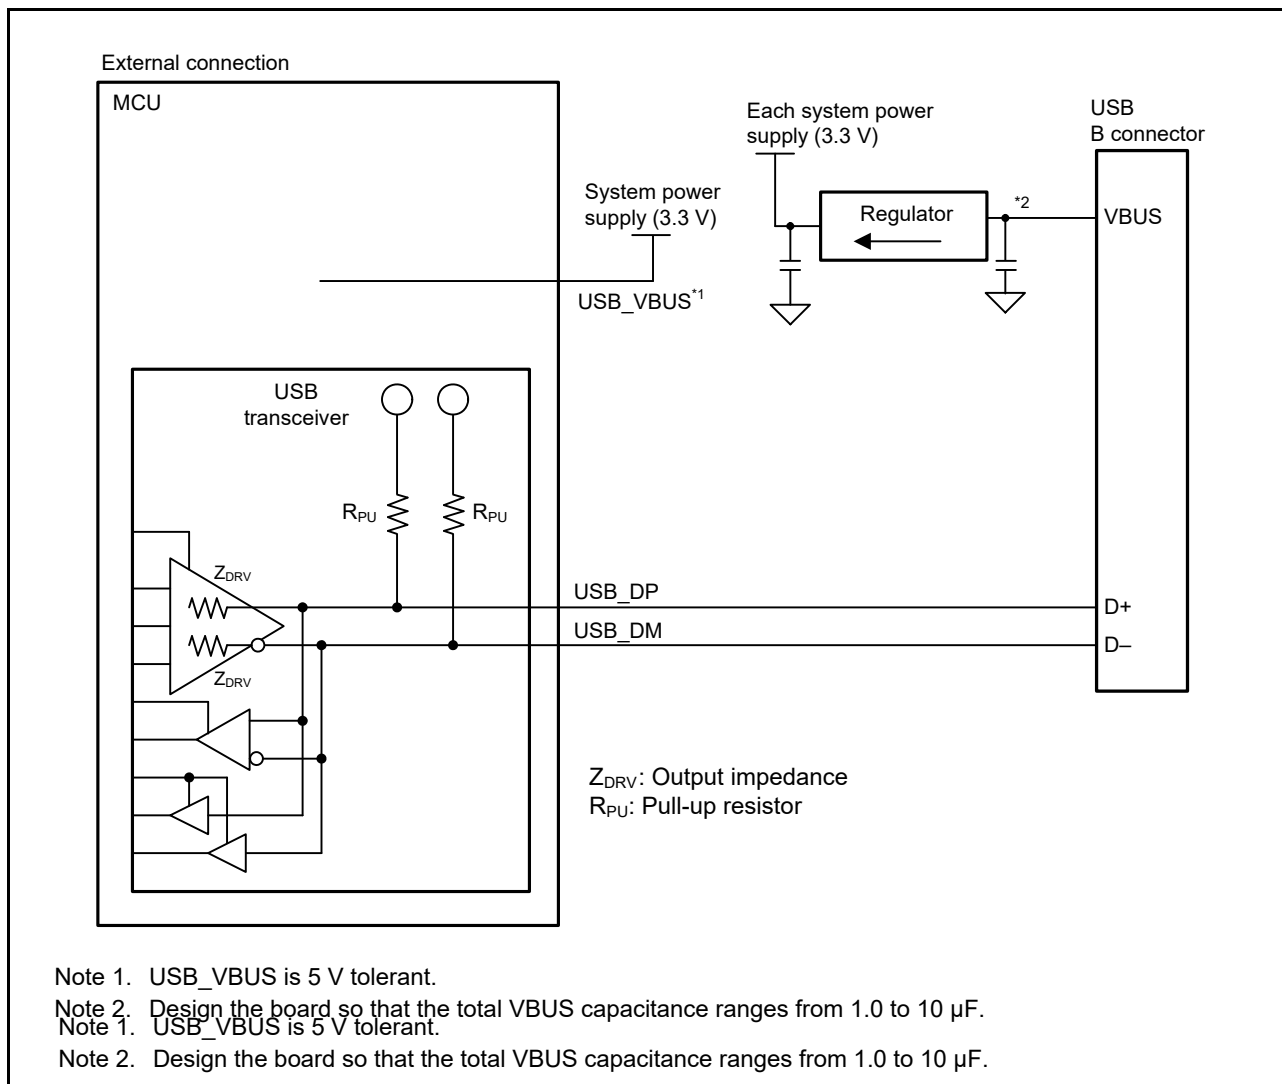 External connection
MCU
Each system power
supply (3.3 V)
USB
B connector
System power
supply (3.3 V)
Regulator
*2
VBUS
USB_VBUS*1
USB
transceiver
RPU
RPU
ZDRV
USB_DP
D+
USB_DM
D–
ZDRV
ZDRV: Output impedance
RPU: Pull-up resistor
Note 1. USB_VBUS is 5 V tolerant.
Note 2. Design the board so that the total VBUS capacitance ranges from 1.0 to 10 µF.
Note 1. USB_VBUS is 5 V tolerant.
Note 2. Design the board so that the total VBUS capacitance ranges from 1.0 to 10 µF.